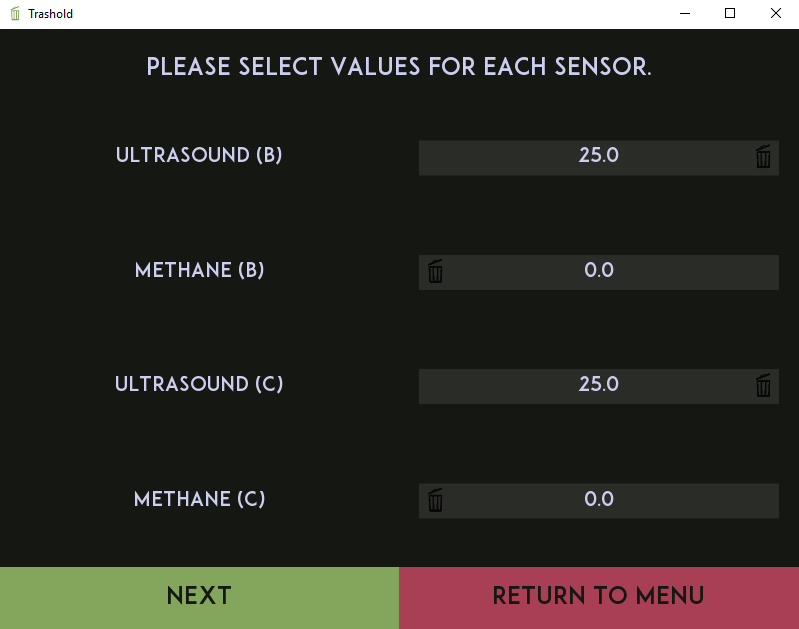 Trashold
PLEASE SELECT VALUES FOR EACH SENSOR.
ULTRASOUND (B) 25.0
METHANE (B) 0.0
ULTRASOUND (C) 25.0
METHANE (C) 0.0
NEXT RETURN TO MENU